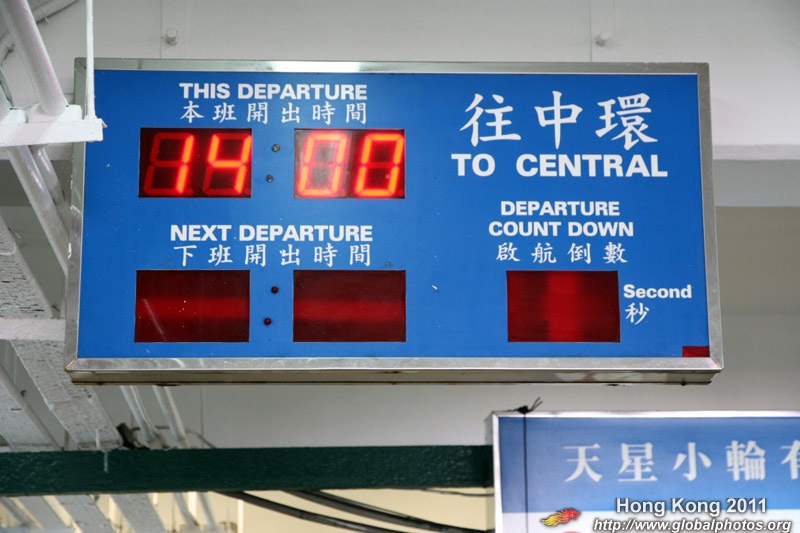 THIS DEPARTURE
本班開出時間
14 00
往中環
TO CENTRAL
NEXT DEPARTURE
下班開出時間
DEPARTURE
COUNT DOWN
啟航倒數
Second
秒
天星小輪有
Hong Kong 2011
http://www.globalphotos.org